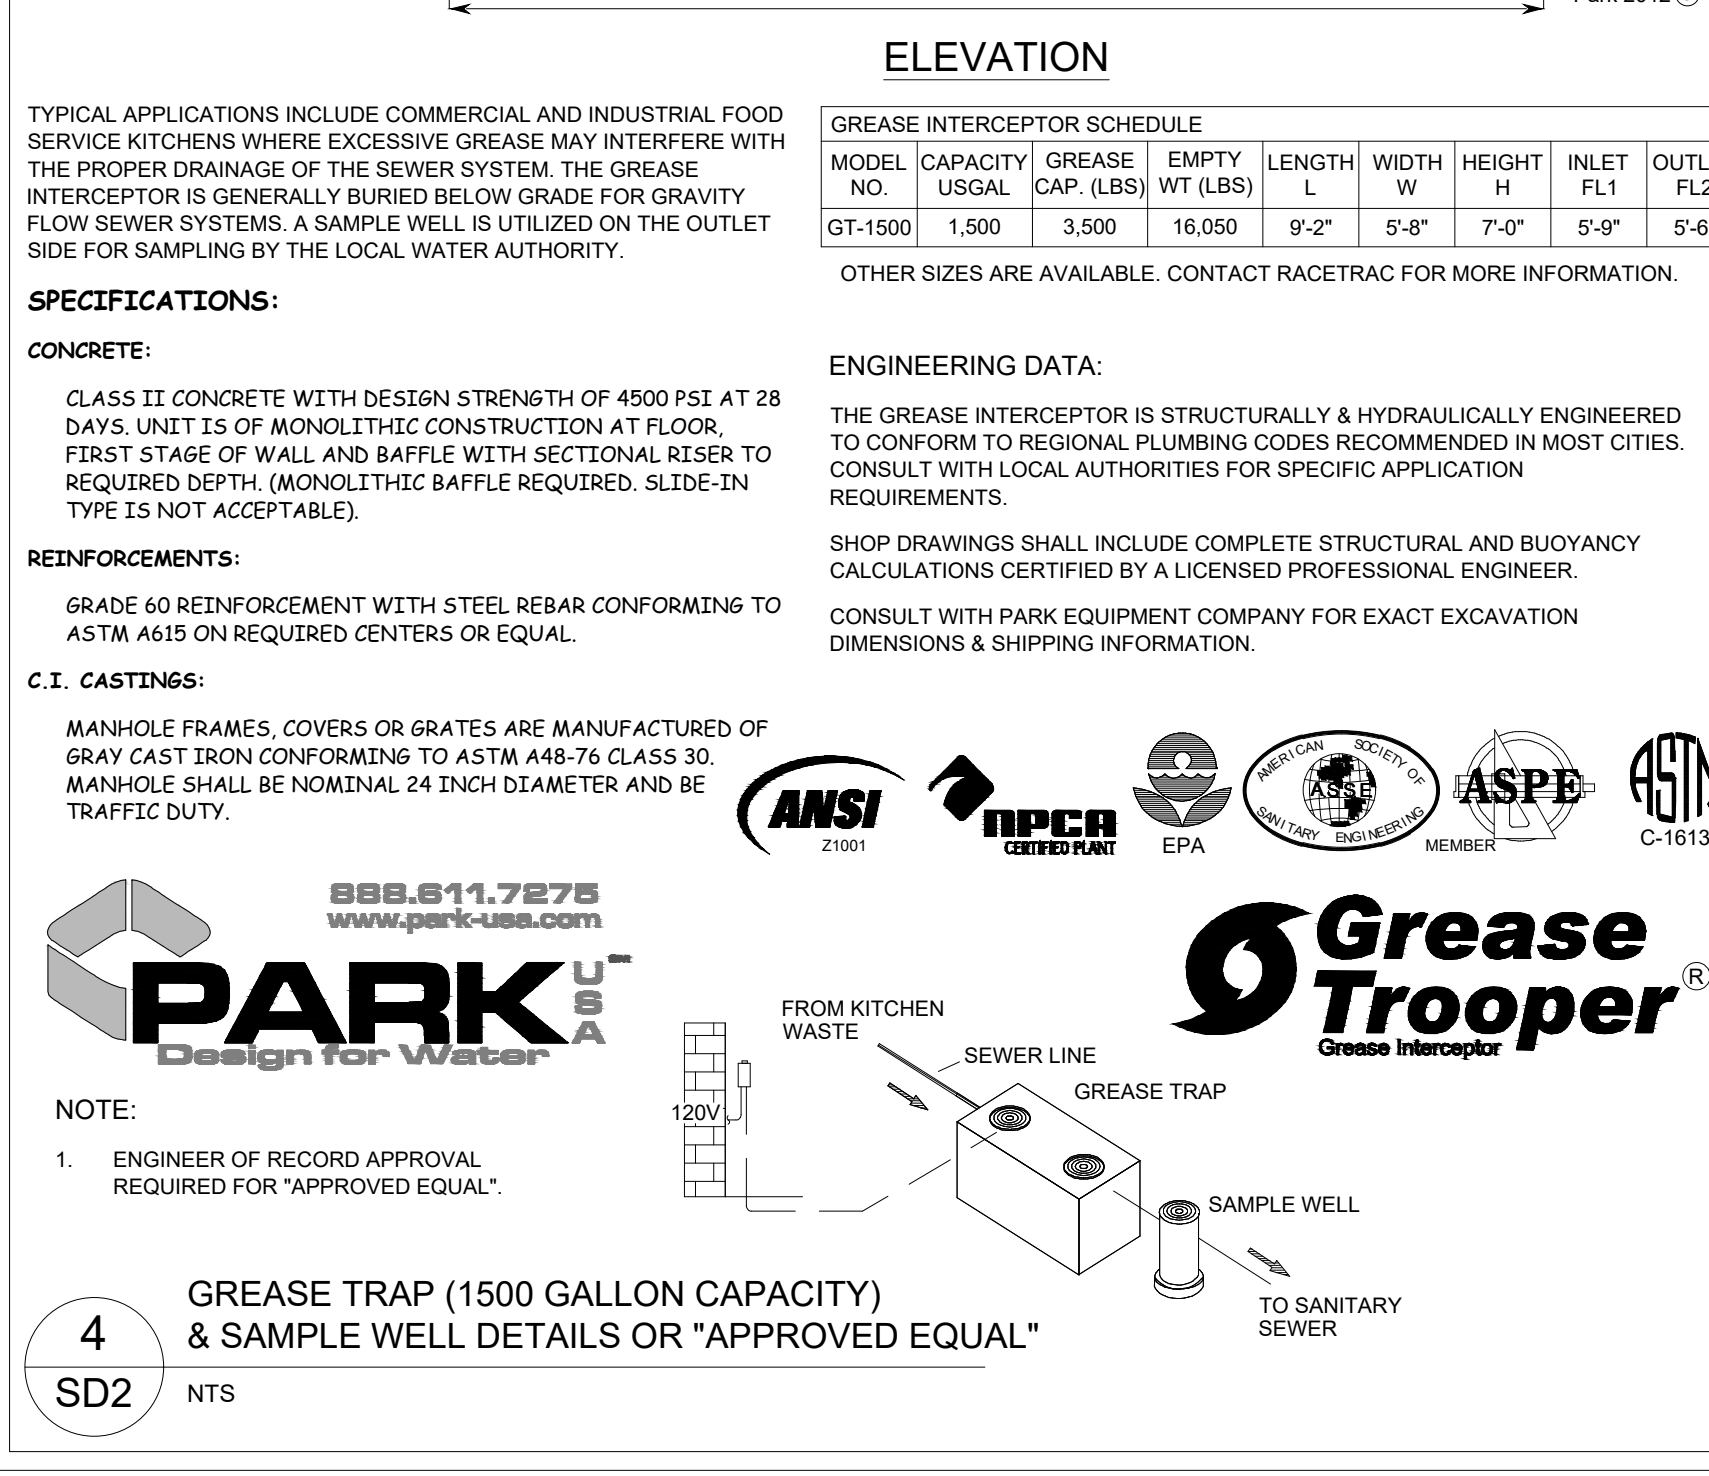 ELEVATION
TYPICAL APPLICATIONS INCLUDE COMMERCIAL AND INDUSTRIAL FOOD
SERVICE KITCHENS WHERE EXCESSIVE GREASE MAY INTERFERE WITH
THE PROPER DRAINAGE OF THE SEWER SYSTEM. THE GREASE
INTERCEPTOR IS GENERALLY BURIED BELOW GRADE FOR GRAVITY
FLOW SEWER SYSTEMS. A SAMPLE WELL IS UTILIZED ON THE OUTLET
SIDE FOR SAMPLING BY THE LOCAL WATER AUTHORITY.
SPECIFICATIONS:
CONCRETE:
CLASS II CONCRETE WITH DESIGN STRENGTH OF 4500 PSI AT 28
DAYS. UNIT IS OF MONOLITHIC CONSTRUCTION AT FLOOR,
FIRST STAGE OF WALL AND BAFFLE WITH SECTIONAL RISER TO
REQUIRED DEPTH. (MONOLITHIC BAFFLE REQUIRED. SLIDE-IN
TYPE IS NOT ACCEPTABLE).
REINFORCEMENTS:
GRADE 60 REINFORCEMENT WITH STEEL REBAR CONFORMING TO
ASTM A615 ON REQUIRED CENTERS OR EQUAL.
C.I. CASTINGS:
MANHOLE FRAMES, COVERS OR GRATES ARE MANUFACTURED OF
GRAY CAST IRON CONFORMING TO ASTM A48-76 CLASS 30.
MANHOLE SHALL BE NOMINAL 24 INCH DIAMETER AND BE
TRAFFIC DUTY.
GREASE INTERCEPTOR SCHEDULE
MODEL NO. CAPACITY USGAL GREASE CAP. (LBS) EMPTY WT (LBS) LENGTH L WIDTH W HEIGHT H INLET FL1 OUTL FL2
GT-1500 1,500 3,500 16,050 9'-2" 5'-8" 7'-0" 5'-9" 5'-6
OTHER SIZES ARE AVAILABLE. CONTACT RACETRAC FOR MORE INFORMATION.
ENGINEERING DATA:
THE GREASE INTERCEPTOR IS STRUCTURALLY & HYDRAULICALLY ENGINEERED
TO CONFORM TO REGIONAL PLUMBING CODES RECOMMENDED IN MOST CITIES.
CONSULT WITH LOCAL AUTHORITIES FOR SPECIFIC APPLICATION
REQUIREMENTS.
SHOP DRAWINGS SHALL INCLUDE COMPLETE STRUCTURAL AND BUOYANCY
CALCULATIONS CERTIFIED BY A LICENSED PROFESSIONAL ENGINEER.
CONSULT WITH PARK EQUIPMENT COMPANY FOR EXACT EXCAVATION
DIMENSIONS & SHIPPING INFORMATION.
ANSI
Z1001
NPCA
CERTIFIED PLANT
EPA
AMERICAN SOCIETY OF
ASSE
SANITARY ENGINEERING
MEMBER
ASPE
ASTM
C-1613
888.611.7275
www.park-usa.com
PARK USA SM
Design for Water
Grease
Trooper ®
Grease Interceptor
FROM KITCHEN
WASTE
SEWER LINE
GREASE TRAP
120V
SAMPLE WELL
TO SANITARY
SEWER
NOTE:
1. ENGINEER OF RECORD APPROVAL
REQUIRED FOR "APPROVED EQUAL".
4
SD2
GREASE TRAP (1500 GALLON CAPACITY)
& SAMPLE WELL DETAILS OR "APPROVED EQUAL"
NTS